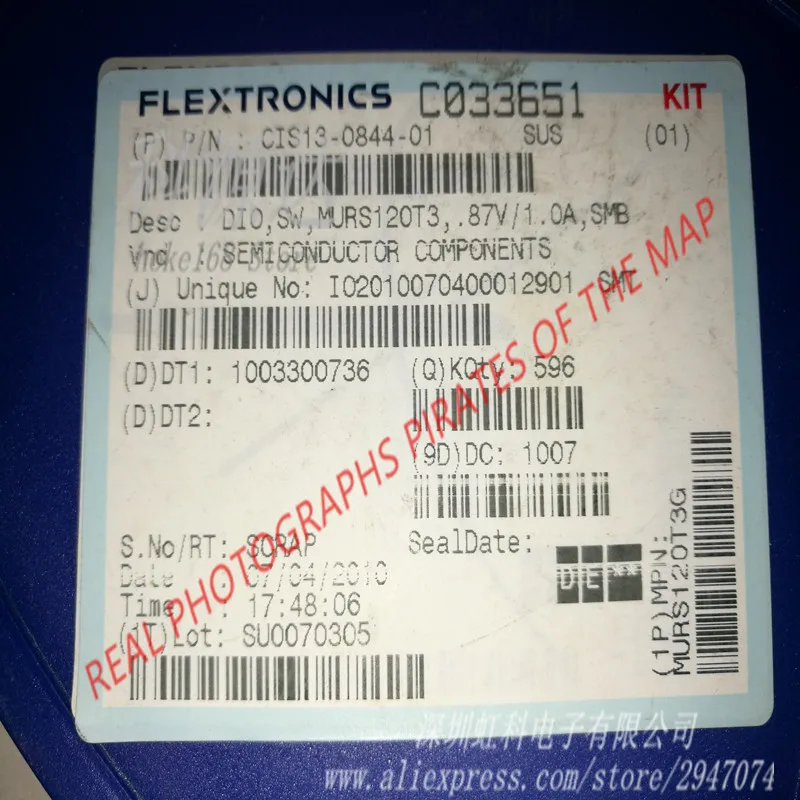 FLEXTRONICS C033651 KIT
(P) P/N : CIS13-0844-01 SUS (01)
Desc : DIO,SW,MURS120T3,.87V/1.0A,SMB
Vnd : SEMICONDUCTOR COMPONENTS
Store
(J) Unique No: IO2010070400012901 SMT
(D)DT1: 1003300736 (Q)KQty: 596
(D)DT2:
(9D)DC: 1007
S.No/RT: SCRAP SealDate:
Date 07/04/2010
DIE
Time : 17:48:06
(1T)Lot: SU0070305
(1P)MPN:
MURS120T3G
REAL PHOTOGRAPHS PIRATES OF THE MAP
深圳虹科电子有限公司
www.aliexpress.com/store/2947074